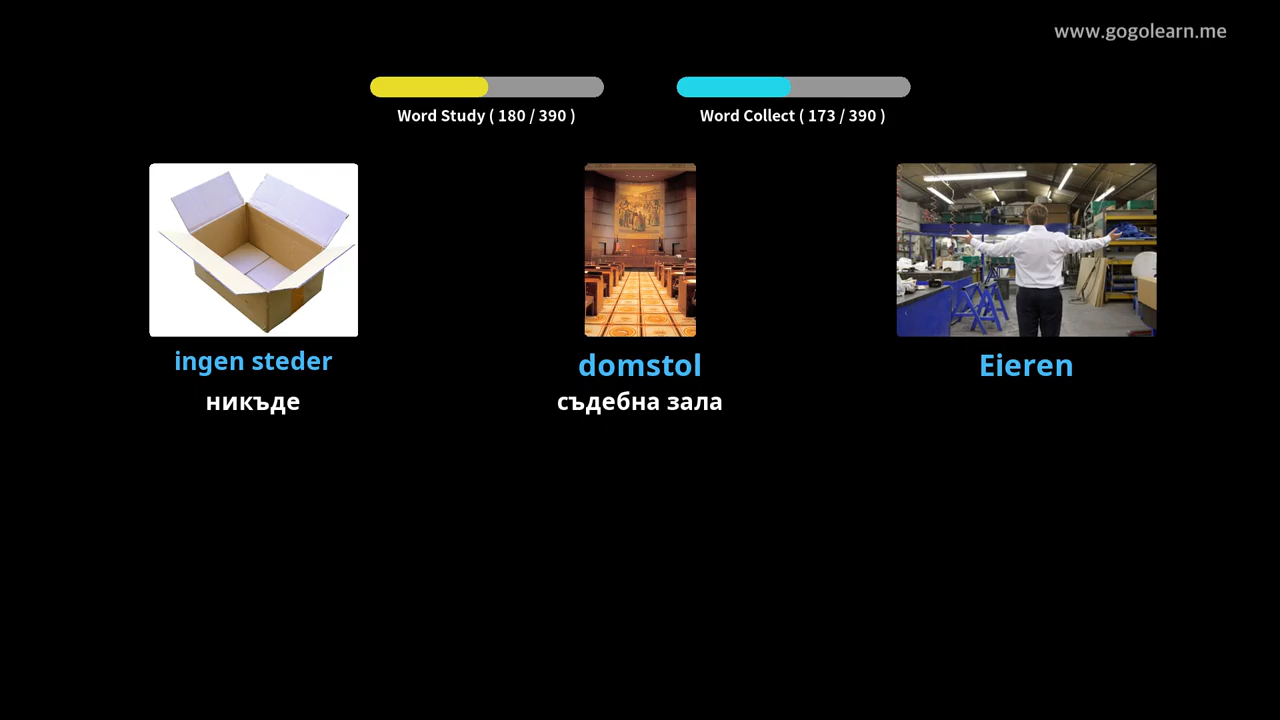 www.gogolearn.me
Word Study ( 180 / 390 )
Word Collect ( 173 / 390 )
ingen steder
domstol
Eieren
никъде
съдебна зала